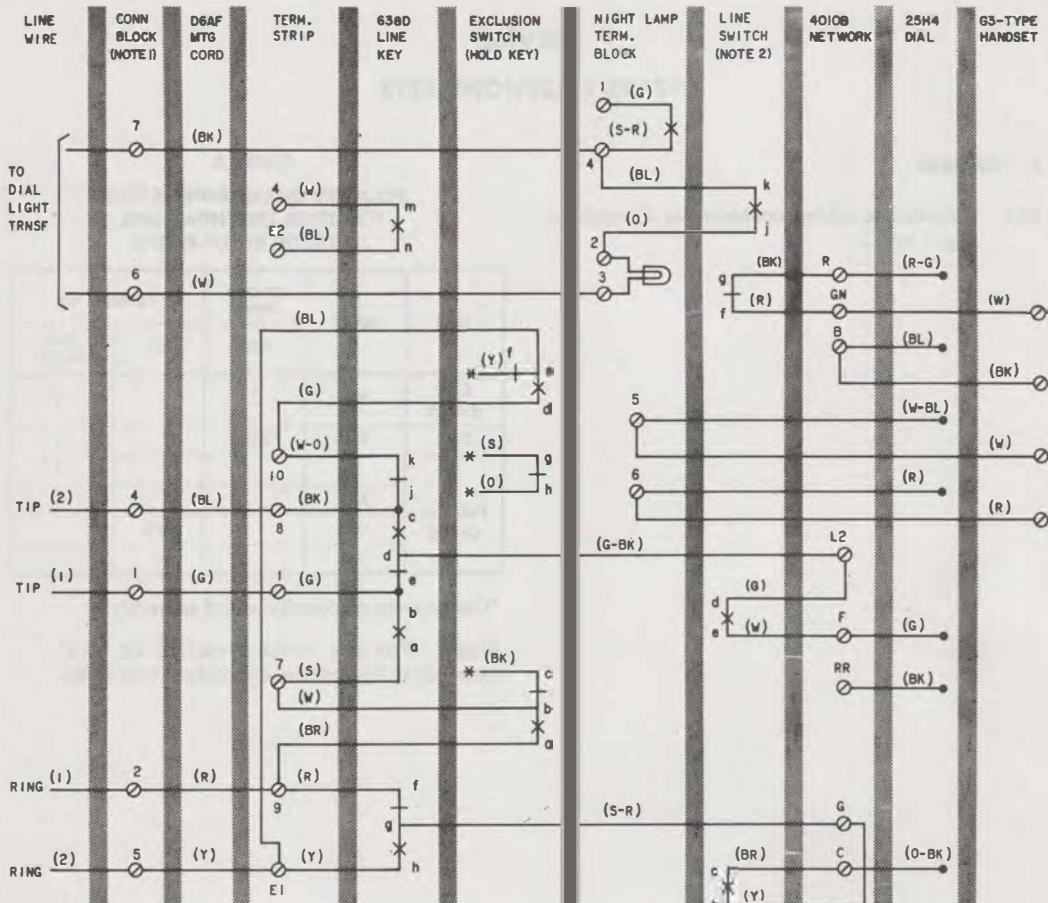 LINE WIRE
CONN BLOCK (NOTE 1)
D6AF MTG CORD
TERM. STRIP
638D LINE KEY
EXCLUSION SWITCH (HOLD KEY)
NIGHT LAMP TERM. BLOCK
LINE SWITCH (NOTE 2)
4010B NETWORK
25H4 DIAL
G3-TYPE HANDSET
1 (G)
7 (BK) (S-R)
4
TO DIAL LIGHT TRNSF
(BL) k
4 (W) m
E2 (BL) n
(O) j
2
6 (W) 3
(BK) R (R-G)
g
f (R) GN (W)
(BL)
B (BL)
(Y) f e
(BK)
(G) d
5 (W-BL)
(W-O) k (S) g (W)
10 j (O) h
6 (R)
TIP (2) 4 (BL) 8 (BK) c (R)
d (G-BK) L2
TIP (1) 1 (G) 1 (G) e
d (G)
b
e (W) F (G)
a
7 (S) (BK) c RR (BK)
(W) b
(BR) a
RING (1) 2 (R) 9 (R) f
g (S-R) G
RING (2) 5 (Y) E1 (Y) h
c (BR) C (O-BK)
(Y)